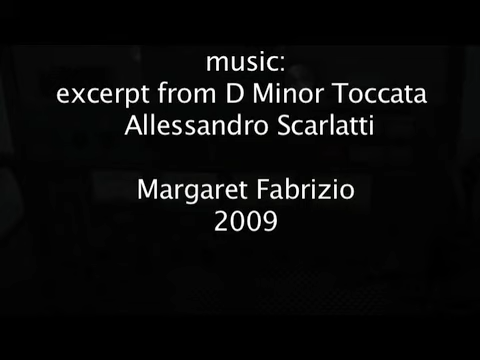 music:
excerpt from D Minor Toccata
Allessandro Scarlatti
Margaret Fabrizio
2009